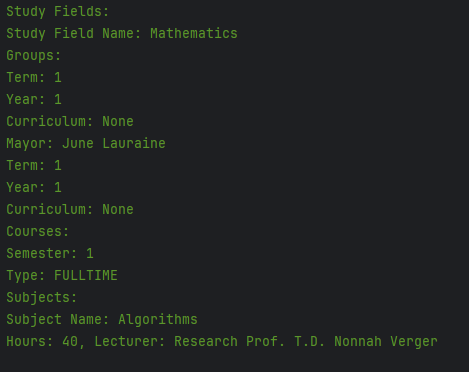 Study Fields:
Study Field Name: Mathematics
Groups:
Term: 1
Year: 1
Curriculum: None
Mayor: June Lauraine
Term: 1
Year: 1
Curriculum: None
Courses:
Semester: 1
Type: FULLTIME
Subjects:
Subject Name: Algorithms
Hours: 40, Lecturer: Research Prof. T.D. Nonnah Verger